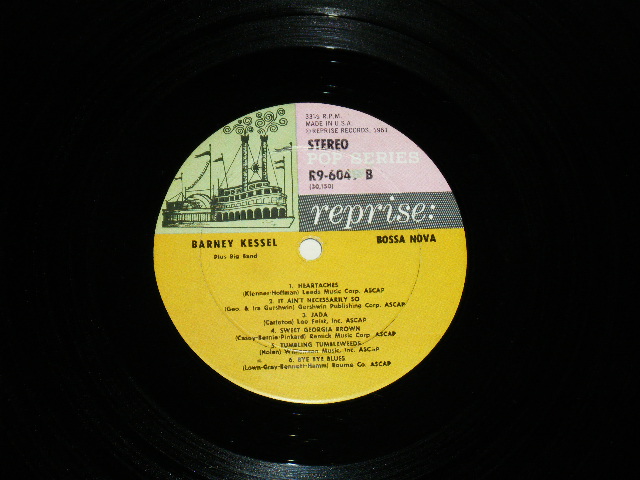 33⅓ R.P.M.
MADE IN U.S.A.
©REPRISE RECORDS, 1961
STEREO
POP SERIES
R9-6049 B
(30,150)
reprise:
BARNEY KESSEL
Plus Big Band
BOSSA NOVA
1. HEARTACHES
(Klenner-Hoffman) Leeds Music Corp. ASCAP
2. IT AIN'T NECESSARILY SO
(Geo. & Ira Gershwin) Gershwin Publishing Corp. ASCAP
3. JADA
(Carleton) Leo Feist, Inc. ASCAP
4. SWEET GEORGIA BROWN
(Casey-Bernie-Pinkard) Remick Music Corp. ASCAP
5. TUMBLING TUMBLEWEEDS
(Nolan) Williamson Music, Inc. ASCAP
6. BYE BYE BLUES
(Lown-Gray-Bennett-Hamm) Bourne Co. ASCAP